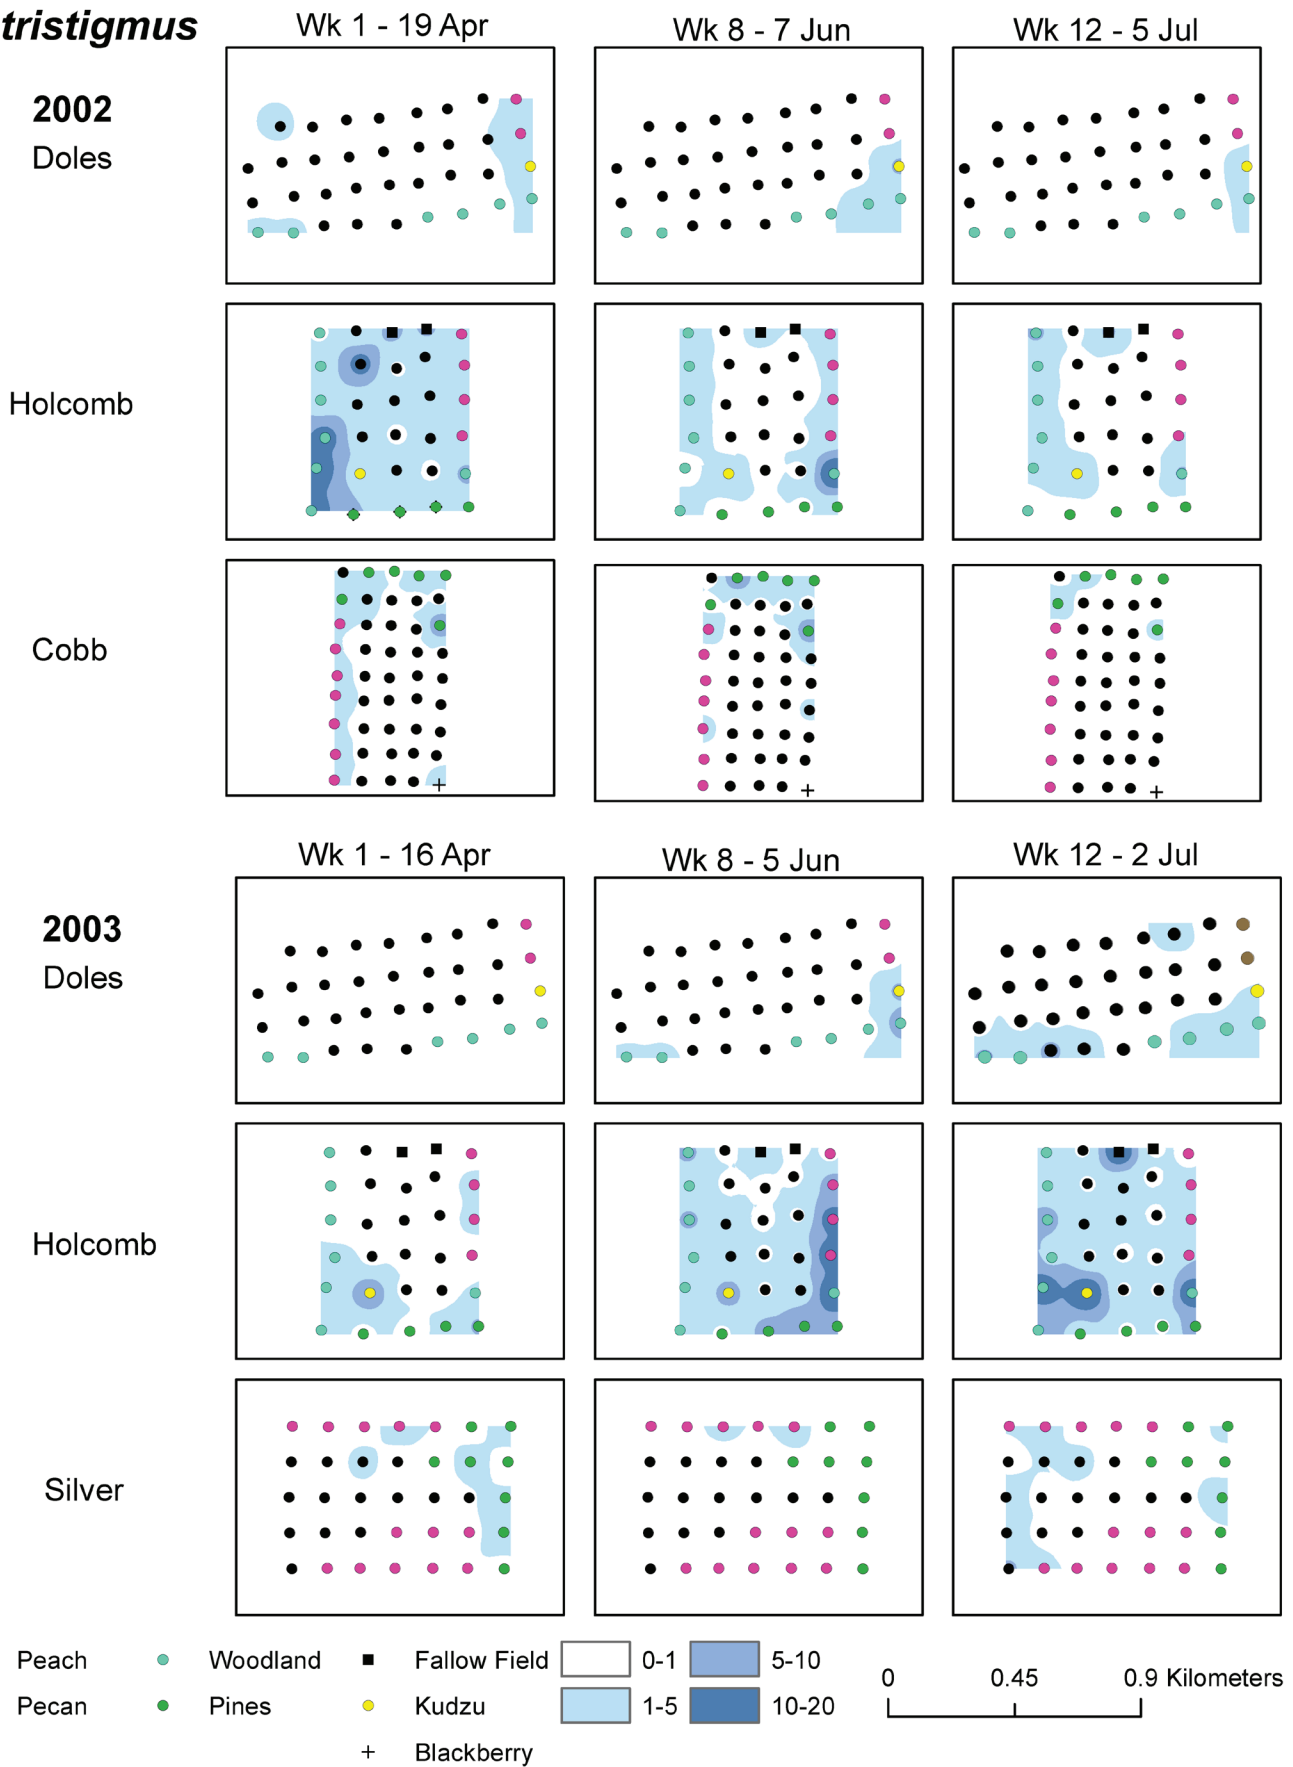 tristigmus
Wk 1 - 19 Apr
Wk 8 - 7 Jun
Wk 12 - 5 Jul
2002
Doles
Holcomb
Cobb
Wk 1 - 16 Apr
Wk 8 - 5 Jun
Wk 12 - 2 Jul
2003
Doles
Holcomb
Silver
Peach
Woodland
Fallow Field
0-1
5-10
0
0.45
0.9 Kilometers
Pecan
Pines
Kudzu
1-5
10-20
Blackberry